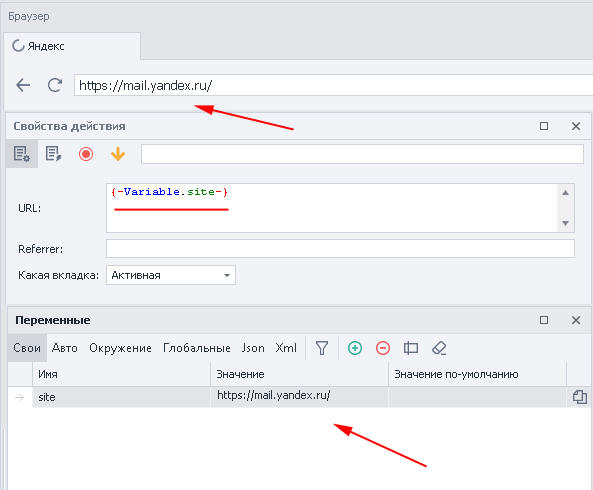 Браузер
Яндекс
https://mail.yandex.ru/
Свойства действия
{-Variable.site-}
URL:
Referrer:
Какая вкладка: Активная
Переменные
Свои Авто Окружение Глобальные Json Xml
Имя Значение Значение по-умолчанию
site https://mail.yandex.ru/